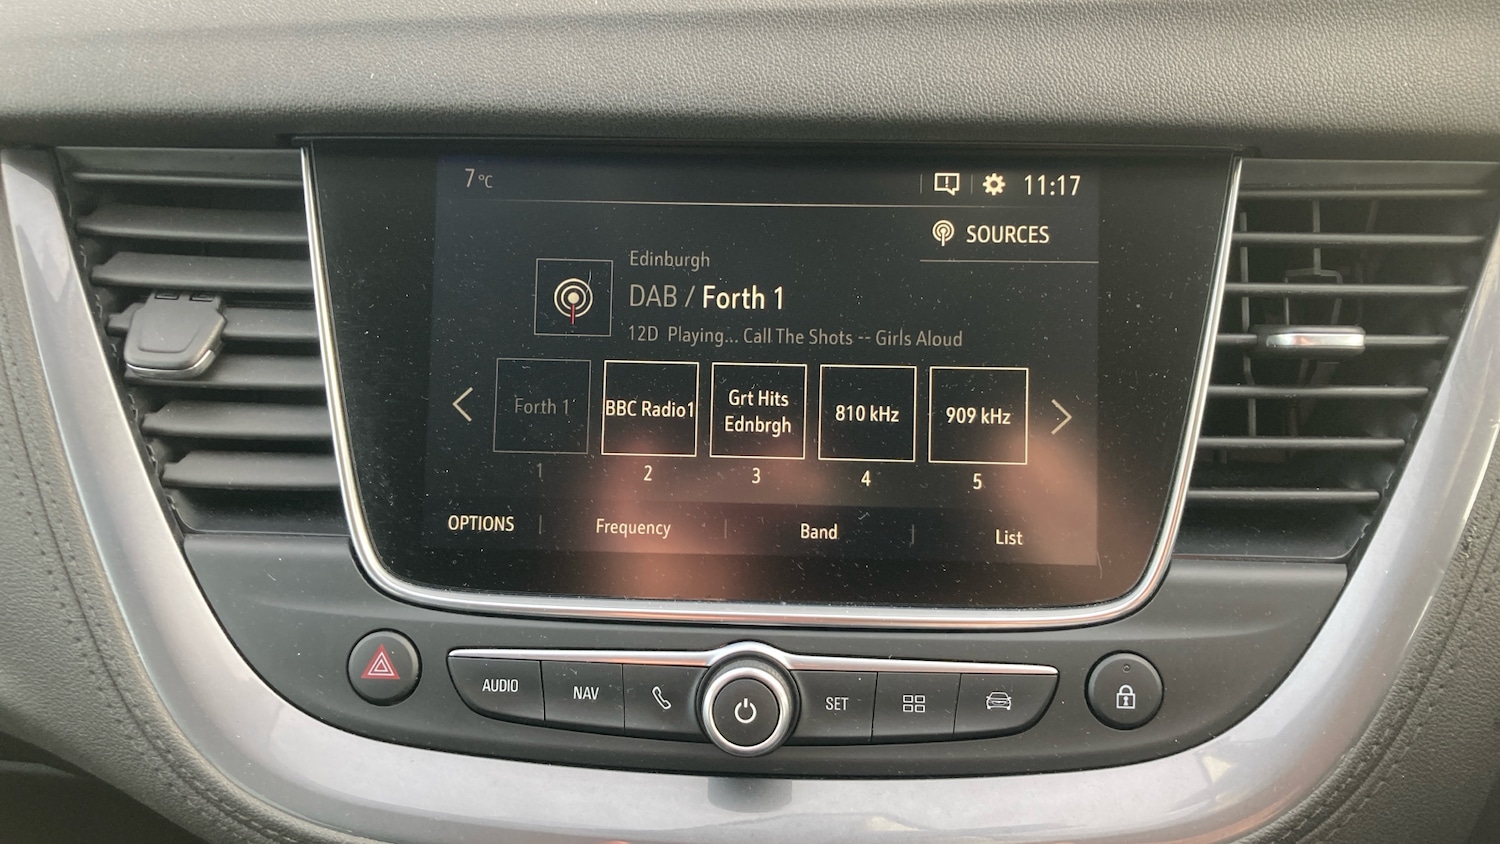 7 °C
11:17
SOURCES
Edinburgh
DAB / Forth 1
12D Playing... Call The Shots -- Girls Aloud
Forth 1
BBC Radio1
Grt Hits
Ednbrgh
810 kHz
909 kHz
1
2
3
4
5
OPTIONS
Frequency
Band
List
AUDIO
NAV
SET